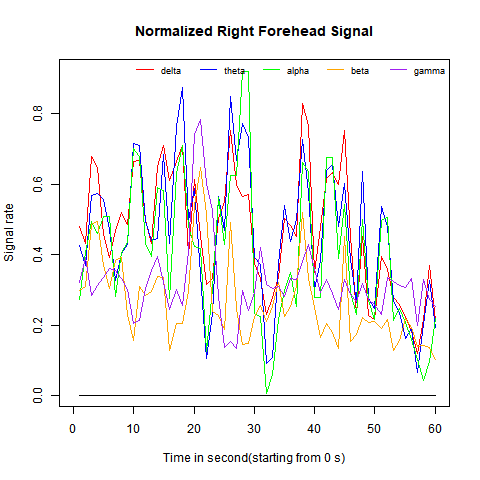 Normalized Right Forehead Signal
delta theta alpha beta gamma
Signal rate
0.8
0.6
0.4
0.2
0.0
0 10 20 30 40 50 60
Time in second(starting from 0 s)